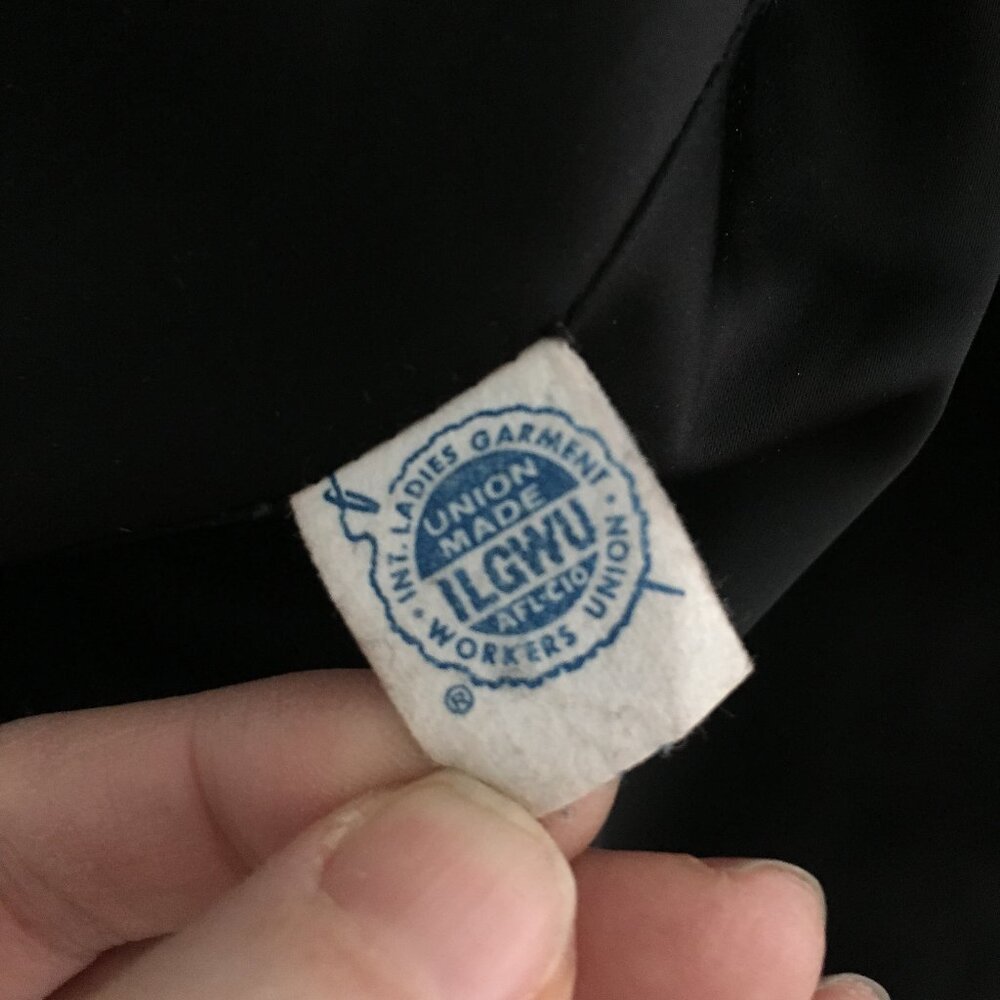 INT. LADIES GARMENT
UNION
MADE
ILGWU
AFL-CIO
WORKERS UNION
®